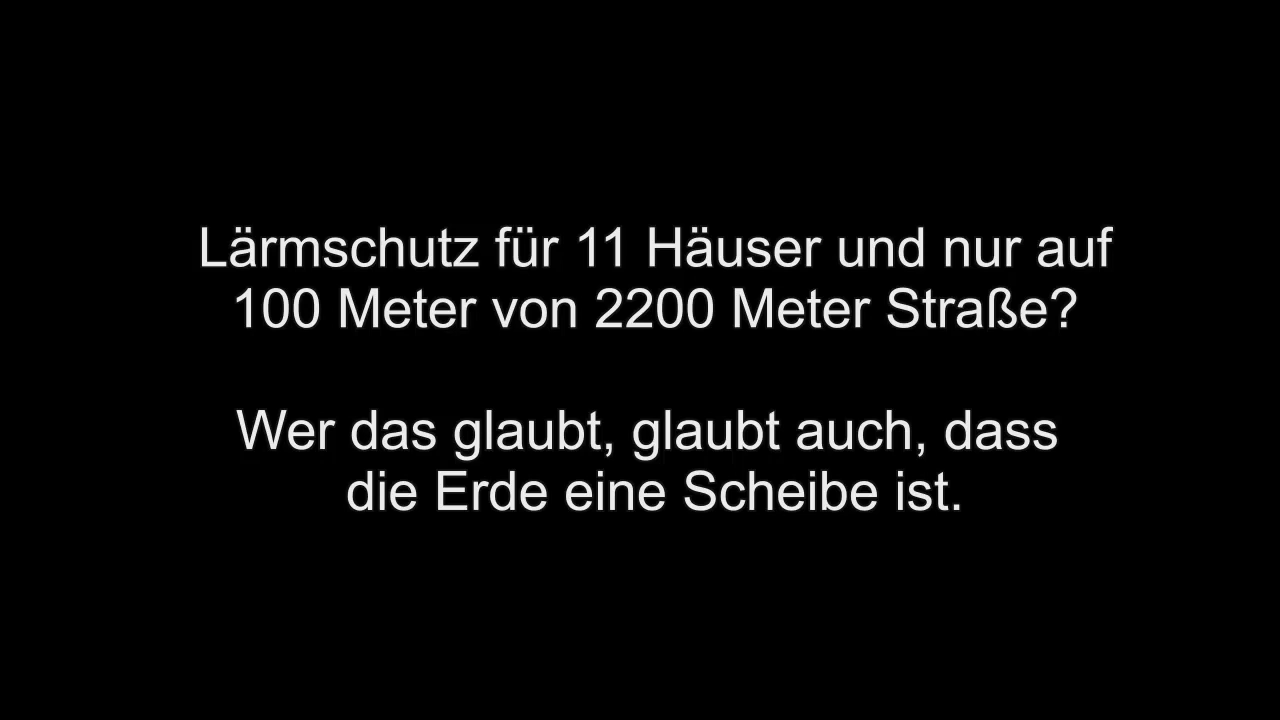 Lärmschutz für 11 Häuser und nur auf
100 Meter von 2200 Meter Straße?
Wer das glaubt, glaubt auch, dass
die Erde eine Scheibe ist.